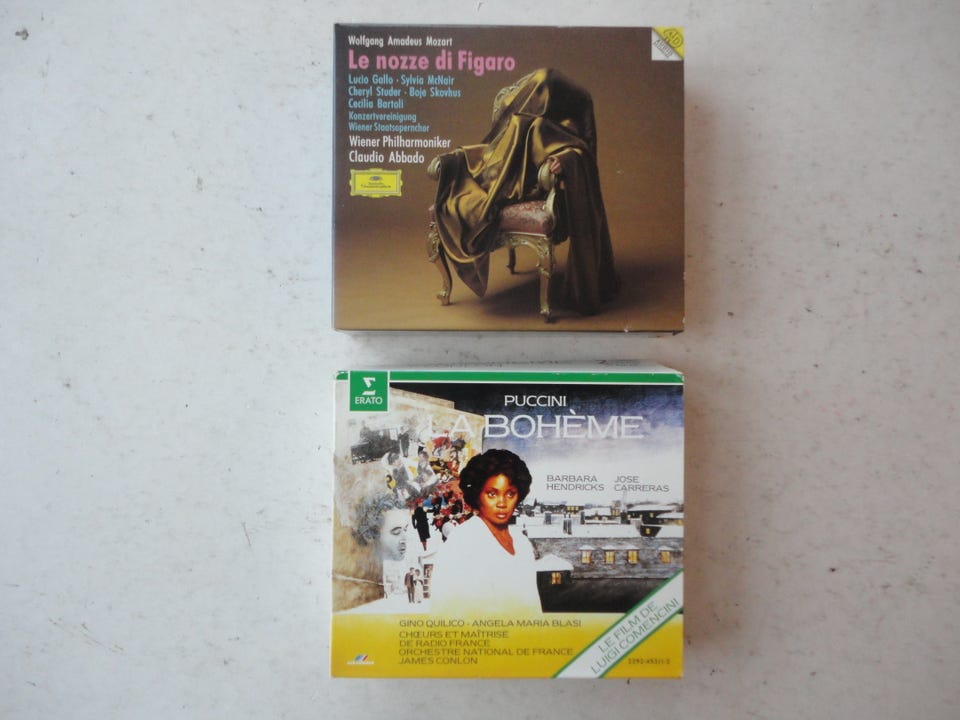 Wolfgang Amadeus Mozart
Le nozze di Figaro
Lucio Gallo · Sylvia McNair
Cheryl Studer · Boje Skovhus
Cecilia Bartoli
Konzertvereinigung
Wiener Staatsopernchor
Wiener Philharmoniker
Claudio Abbado
ERATO
PUCCINI
LA BOHÈME
BARBARA HENDRICKS
JOSE CARRERAS
GINO QUILICO - ANGELA MARIA BLASI
CHŒURS ET MAÎTRISE
DE RADIO FRANCE
ORCHESTRE NATIONAL DE FRANCE
JAMES CONLON
LE FILM DE
LUIGI COMENCINI